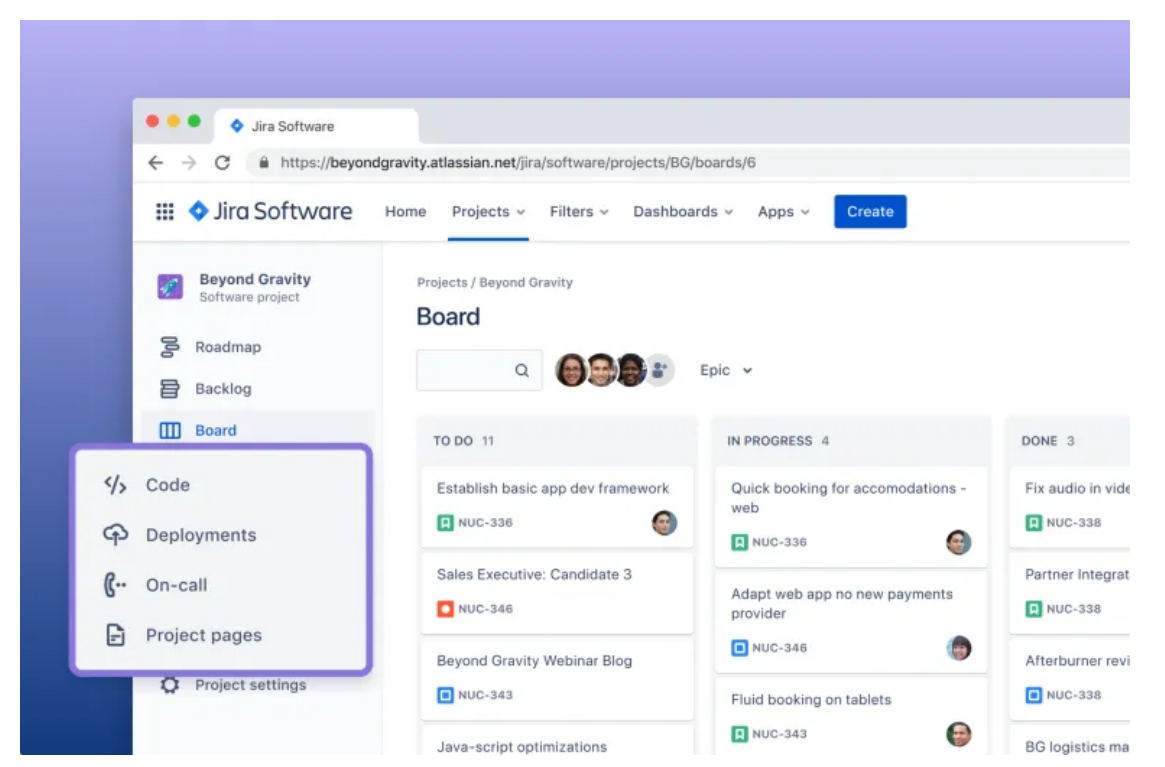 Jira Software
https://beyondgravity.atlassian.net/jira/software/projects/BG/boards/6
Jira Software Home Projects Filters Dashboards Apps Create
Beyond Gravity
Software project
Roadmap
Backlog
Board
Code
Deployments
On-call
Project pages
Project settings
Projects / Beyond Gravity
Board
Epic
TO DO 11
Establish basic app dev framework
NUC-336
Sales Executive: Candidate 3
NUC-346
Beyond Gravity Webinar Blog
NUC-343
Java-script optimizations
IN PROGRESS 4
Quick booking for accomodations -
web
NUC-336
Adapt web app no new payments
provider
NUC-346
Fluid booking on tablets
NUC-343
DONE 3
Fix audio in vide
NUC-338
Partner Integrat
NUC-338
Afterburner revi
NUC-338
BG logistics ma